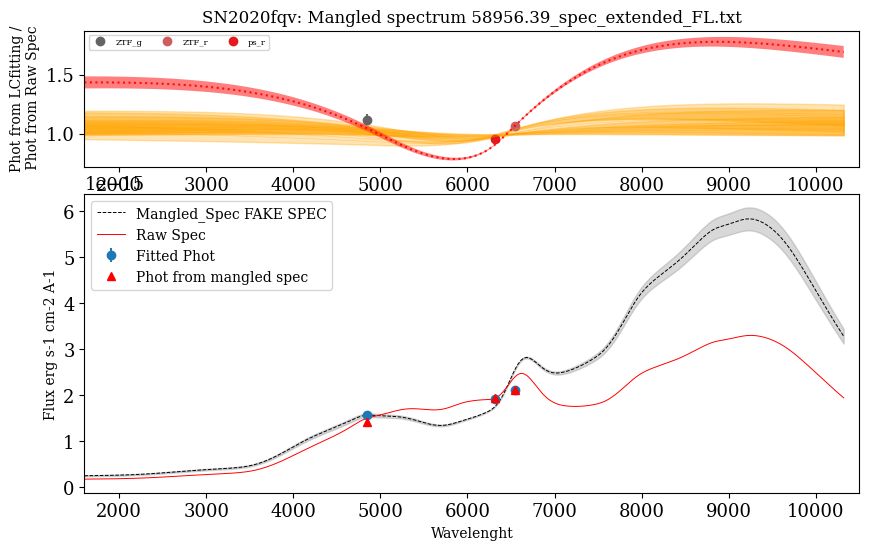 SN2020fqv: Mangled spectrum 58956.39_spec_extended_FL.txt
Phot from LCfitting /
Phot from Raw Spec
ZTF_g ZTF_r ps_r
1.5
1.0
2000 3000 4000 5000 6000 7000 8000 9000 10000
1e−15
Flux erg s-1 cm-2 A-1
Mangled_Spec FAKE SPEC
Raw Spec
Fitted Phot
Phot from mangled spec
6
5
4
3
2
1
0
2000 3000 4000 5000 6000 7000 8000 9000 10000
Wavelenght